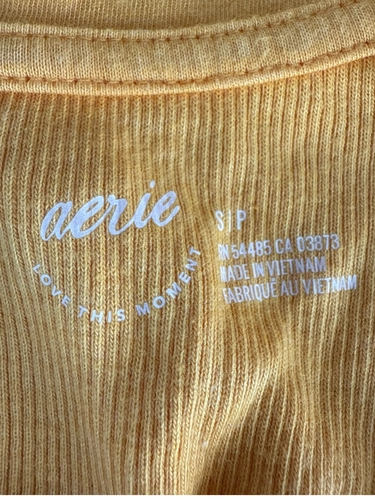 aerie
LOVE THIS MOMENT
S/P
RN 54485 CA 03873
MADE IN VIETNAM
FABRIQUÉ AU VIETNAM